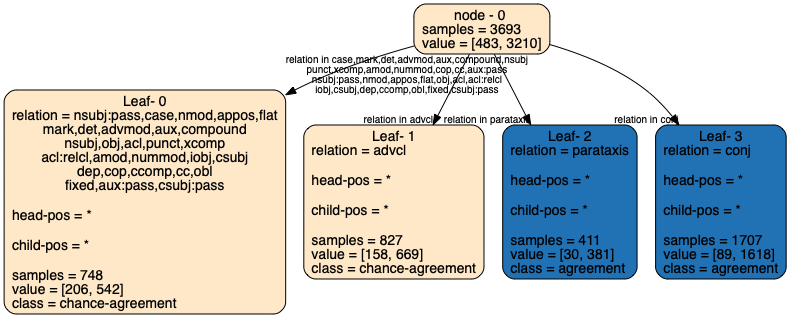 node - 0
samples = 3693
value = [483, 3210]
relation in case,mark,det,advmod,aux,compound,nsubj
punct,xcomp,amod,nummod,cop,cc,aux:pass
nsubj:pass,nmod,appos,flat,obj,acl,acl:relcl
iobj,csubj,dep,ccomp,obl,fixed,csubj:pass
relation in advcl
relation in parataxis
relation in conj
Leaf- 0
relation = nsubj:pass,case,nmod,appos,flat
mark,det,advmod,aux,compound
nsubj,obj,acl,punct,xcomp
acl:relcl,amod,nummod,iobj,csubj
dep,cop,ccomp,cc,obl
fixed,aux:pass,csubj:pass
head-pos = *
child-pos = *
samples = 748
value = [206, 542]
class = chance-agreement
Leaf- 1
relation = advcl
head-pos = *
child-pos = *
samples = 827
value = [158, 669]
class = chance-agreement
Leaf- 2
relation = parataxis
head-pos = *
child-pos = *
samples = 411
value = [30, 381]
class = agreement
Leaf- 3
relation = conj
head-pos = *
child-pos = *
samples = 1707
value = [89, 1618]
class = agreement